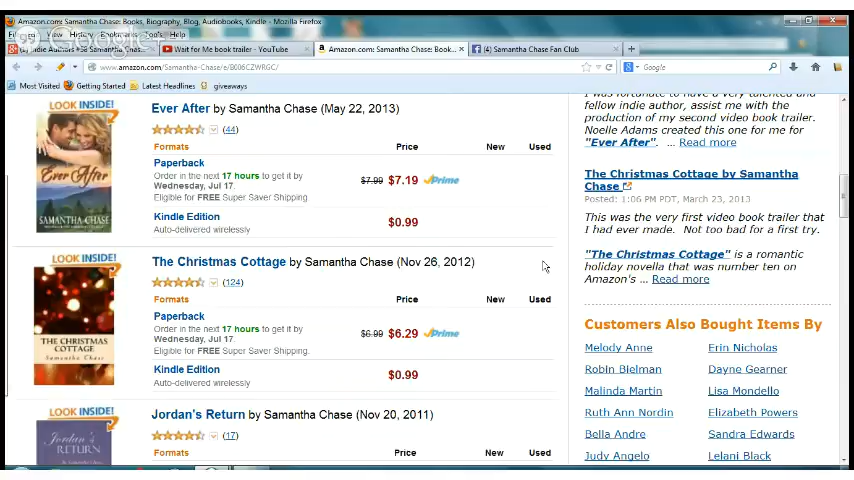 Amazon.com: Samantha Chase: Books, Biography, Blog, Audiobooks, Kindle - Mozilla Firefox
File Edit View History Bookmarks Tools Help
Google+
Indie Authors #38 Samantha Chas...
Wait for Me book trailer - YouTube
Amazon.com: Samantha Chase: Book...
(4) Samantha Chase Fan Club
www.amazon.com/Samantha-Chase/e/B006CZWRGC/
Google
Most Visited
Getting Started
Latest Headlines
giveaways
LOOK INSIDE!
Ever After
SAMANTHA CHASE
Ever After by Samantha Chase (May 22, 2013)
(44)
Formats Price New Used
Paperback
Order in the next 17 hours to get it by
Wednesday, Jul 17.
Eligible for FREE Super Saver Shipping.
$7.99 $7.19 Prime
Kindle Edition
Auto-delivered wirelessly
$0.99
LOOK INSIDE!
THE CHRISTMAS
COTTAGE
Samantha Chase
The Christmas Cottage by Samantha Chase (Nov 26, 2012)
(124)
Formats Price New Used
Paperback
Order in the next 17 hours to get it by
Wednesday, Jul 17.
Eligible for FREE Super Saver Shipping.
$6.99 $6.29 Prime
Kindle Edition
Auto-delivered wirelessly
$0.99
LOOK INSIDE!
Jordan's
RETURN
Jordan's Return by Samantha Chase (Nov 20, 2011)
(17)
Formats Price New Used
I was fortunate to have a very talented and
fellow indie author, assist me with the
production of my second video book trailer.
Noelle Adams created this one for me for
"Ever After". ... Read more
The Christmas Cottage by Samantha
Chase
Posted: 1:06 PM PDT, March 23, 2013
This was the very first video book trailer that
I had ever made.  Not too bad for a first try.
"The Christmas Cottage" is a romantic
holiday novella that was number ten on
Amazon's ... Read more
Customers Also Bought Items By
Melody Anne Erin Nicholas
Robin Bielman Dayne Gearner
Malinda Martin Lisa Mondello
Ruth Ann Nordin Elizabeth Powers
Bella Andre Sandra Edwards
Judy Angelo Lelani Black